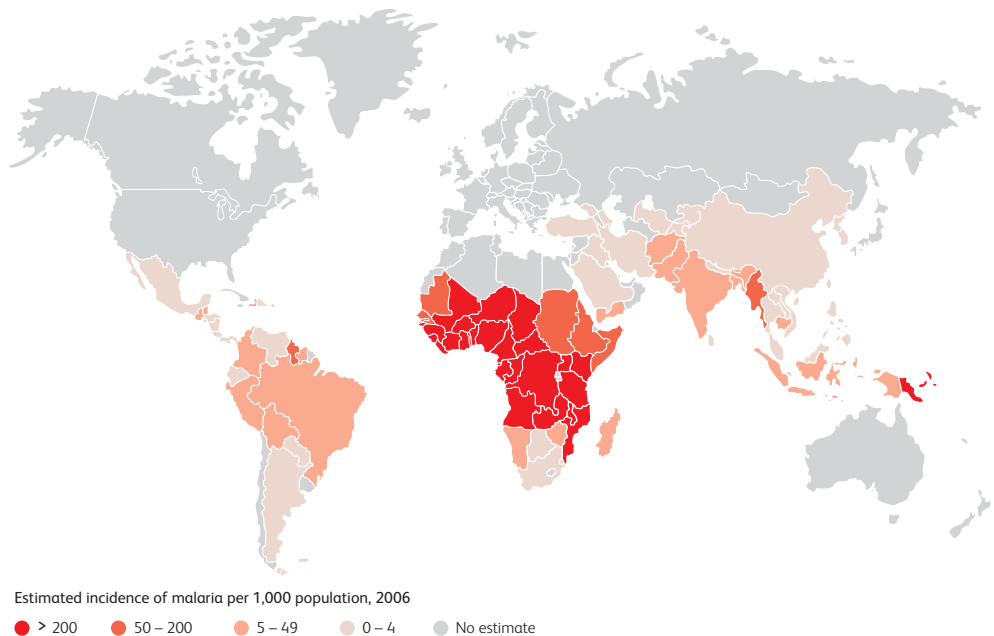 Estimated incidence of malaria per 1,000 population, 2006
> 200 50 – 200 5 – 49 0 – 4 No estimate